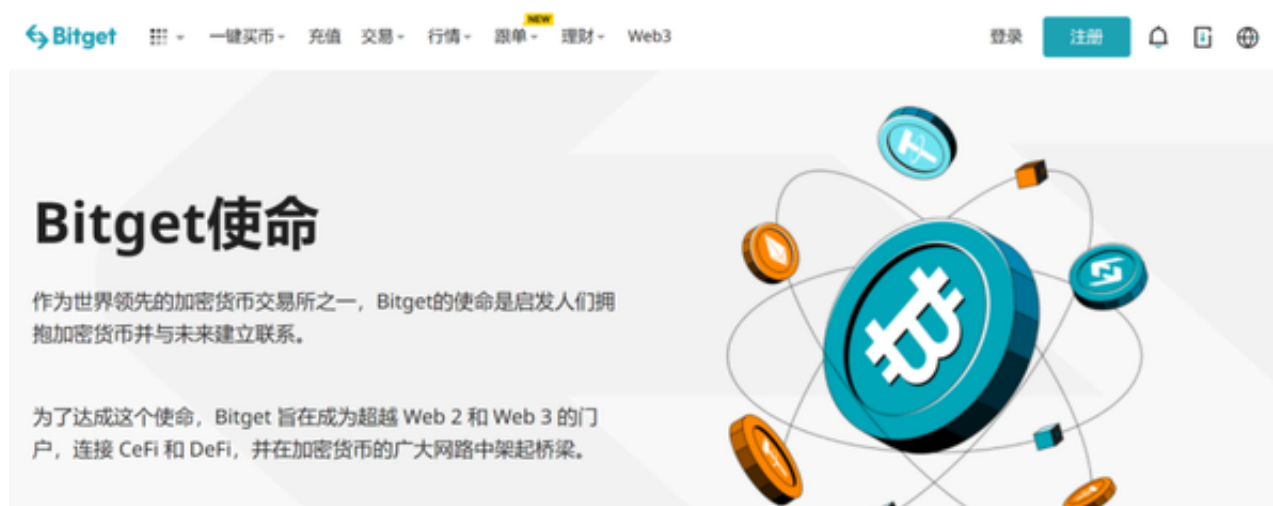 Bitget 一键买币 充值 交易 行情 跟单 NEW 理财 Web3 登录 注册
Bitget使命
作为世界领先的加密货币交易所之一，Bitget的使命是启发人们拥
抱加密货币并与未来建立联系。
为了达成这个使命，Bitget 旨在成为超越 Web 2 和 Web 3 的门
户，连接 CeFi 和 DeFi，并在加密货币的广大网路中架起桥梁。